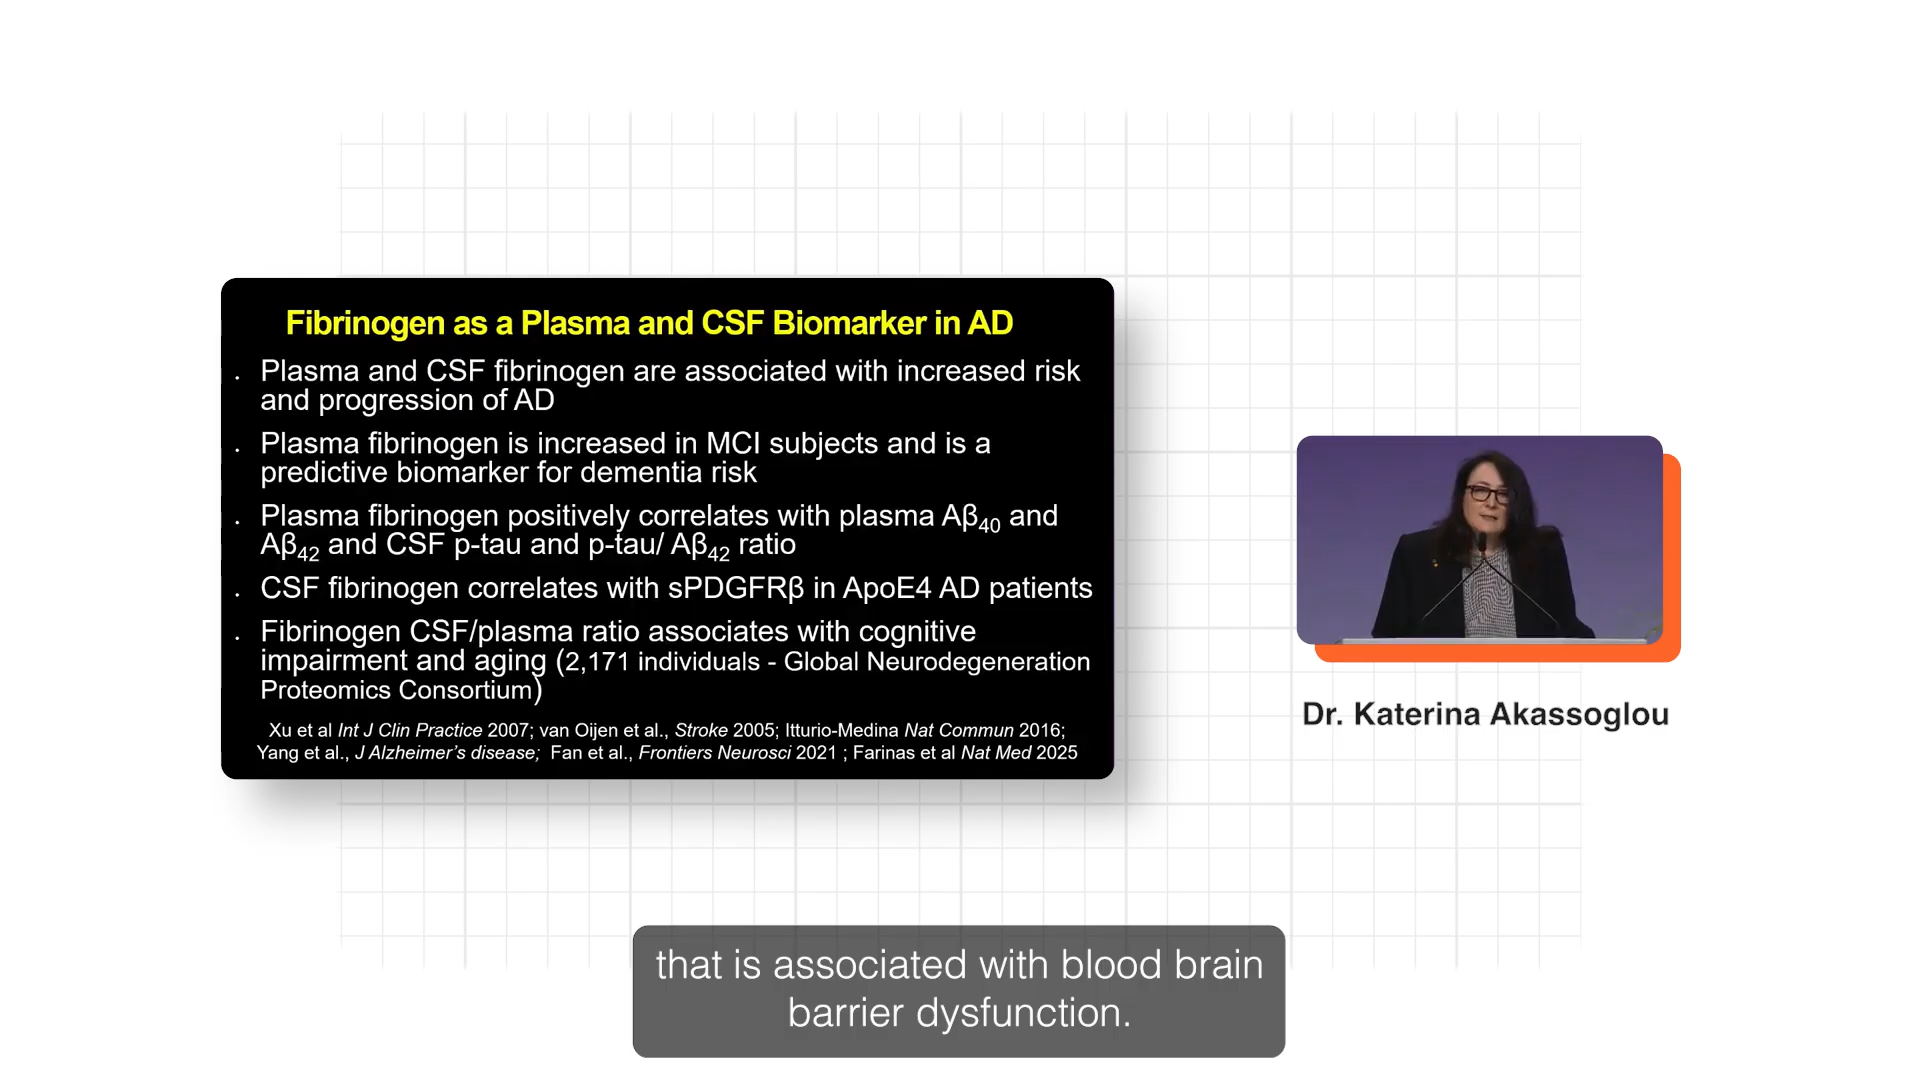 Fibrinogen as a Plasma and CSF Biomarker in AD
. Plasma and CSF fibrinogen are associated with increased risk
and progression of AD
. Plasma fibrinogen is increased in MCI subjects and is a
predictive biomarker for dementia risk
. Plasma fibrinogen positively correlates with plasma Aβ₄₀ and
Aβ₄₂ and CSF p-tau and p-tau/ Aβ₄₂ ratio
. CSF fibrinogen correlates with sPDGFRβ in ApoE4 AD patients
. Fibrinogen CSF/plasma ratio associates with cognitive
impairment and aging (2,171 individuals - Global Neurodegeneration
Proteomics Consortium)
Xu et al Int J Clin Practice 2007; van Oijen et al., Stroke 2005; Itturio-Medina Nat Commun 2016;
Yang et al., J Alzheimer's disease; Fan et al., Frontiers Neurosci 2021 ; Farinas et al Nat Med 2025
Dr. Katerina Akassoglou
that is associated with blood brain
barrier dysfunction.